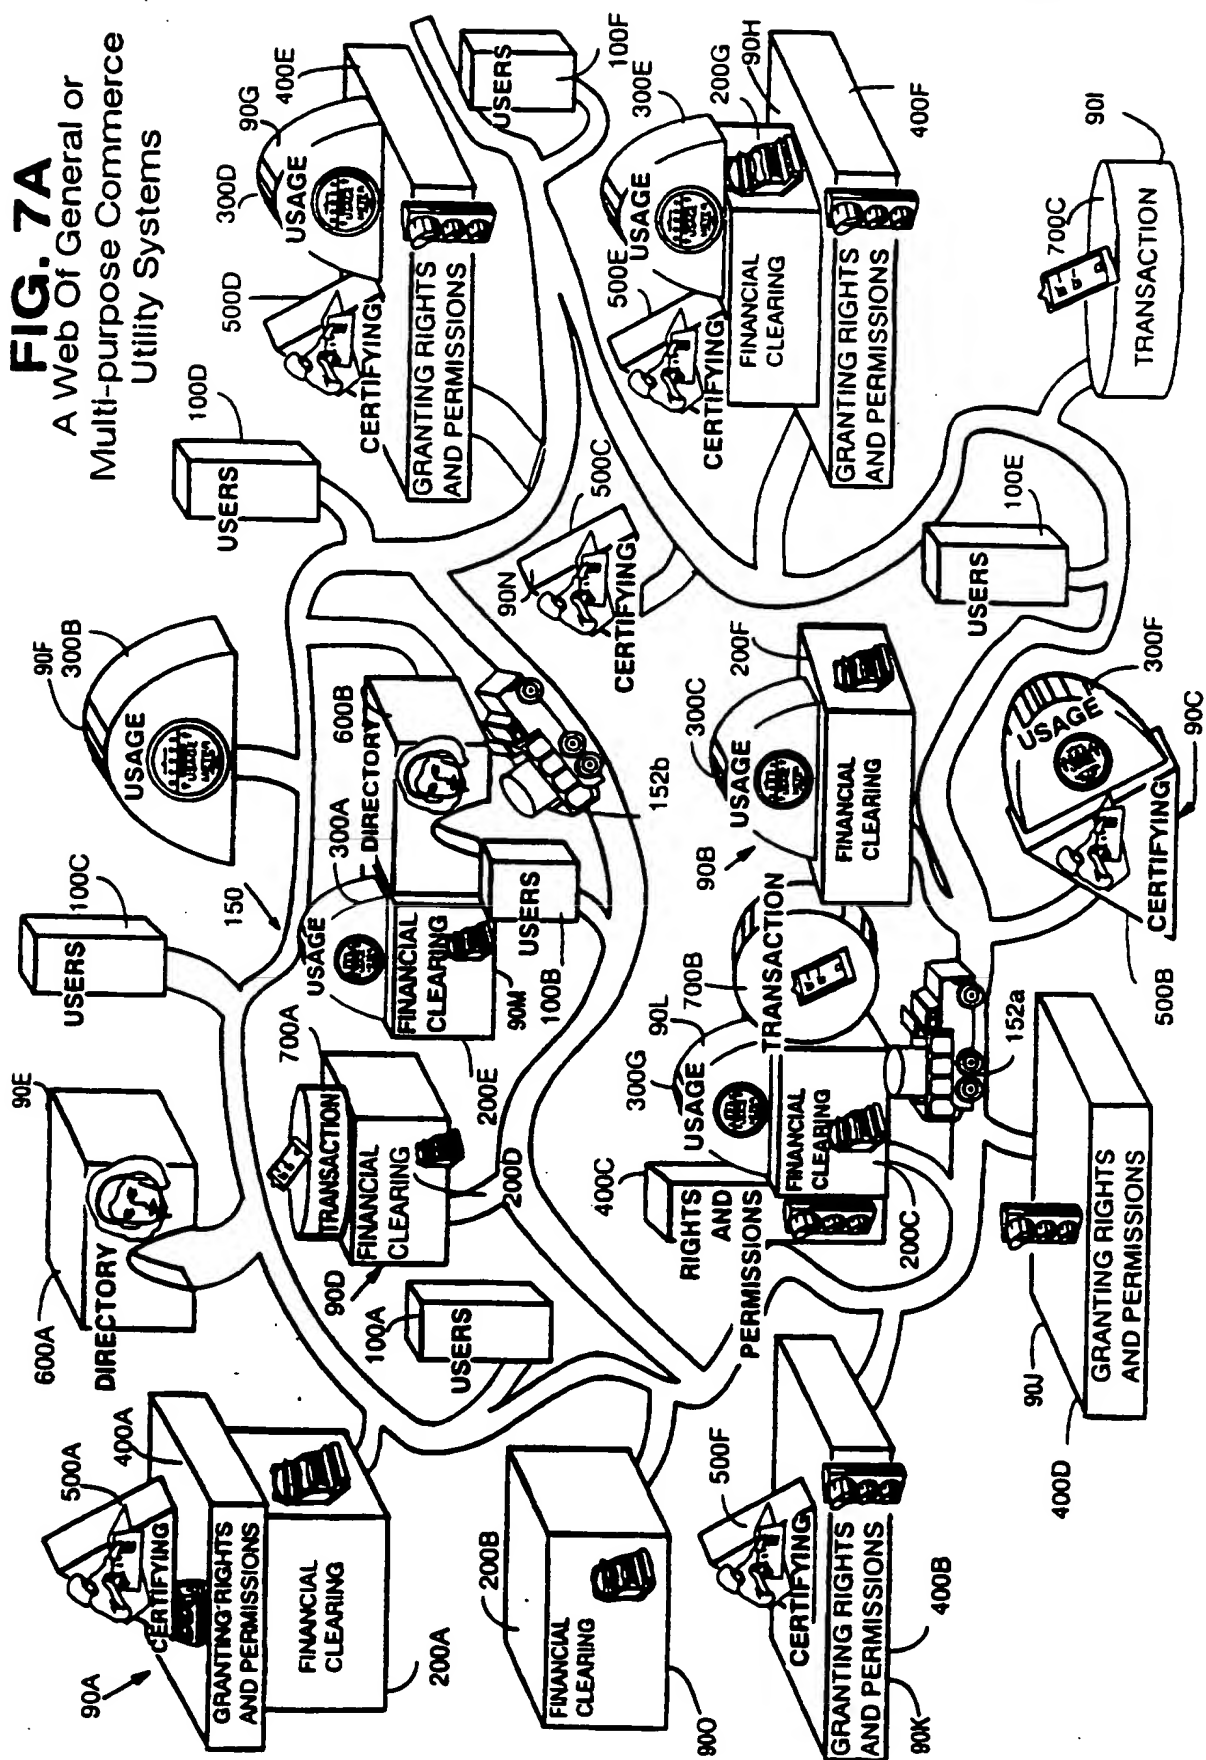 FIG. 7A
A Web Of General or
Multi-purpose Commerce
Utility Systems
90A
500A
CERTIFYING
400A
GRANTING RIGHTS
AND PERMISSIONS
FINANCIAL
CLEARING
200A
600A
90E
DIRECTORY
USERS
100C
150
90F
300B
USAGE
USERS
100D
500D
300D
90G
USAGE
400E
CERTIFYING
GRANTING RIGHTS
AND PERMISSIONS
USERS
100F
90D
700A
TRANSACTION
FINANCIAL
CLEARING
200D
100A
USERS
USAGE
300A
FINANCIAL
CLEARING
90M
200E
DIRECTORY
600B
USERS
100B
152b
90N
500C
CERTIFYING
500E
USAGE
300E
200G
90H
CERTIFYING
FINANCIAL
CLEARING
GRANTING RIGHTS
AND PERMISSIONS
400F
200B
FINANCIAL
CLEARING
90O
400C
RIGHTS AND
PERMISSIONS
300G
90L
USAGE
FINANCIAL
CLEARING
200C
700B
TRANSACTION
90B
USAGE
300C
200F
FINANCIAL
CLEARING
USERS
100E
700C
90I
TRANSACTION
500F
CERTIFYING
GRANTING RIGHTS
AND PERMISSIONS
90K
400B
152a
90J
400D
GRANTING RIGHTS
AND PERMISSIONS
500B
CERTIFYING
USAGE
300F
90C